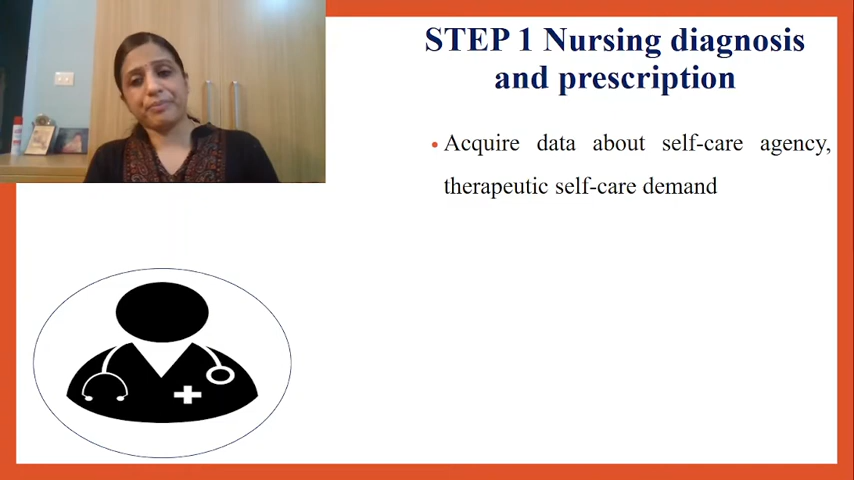 STEP 1 Nursing diagnosis
and prescription
• Acquire data about self-care agency,
therapeutic self-care demand